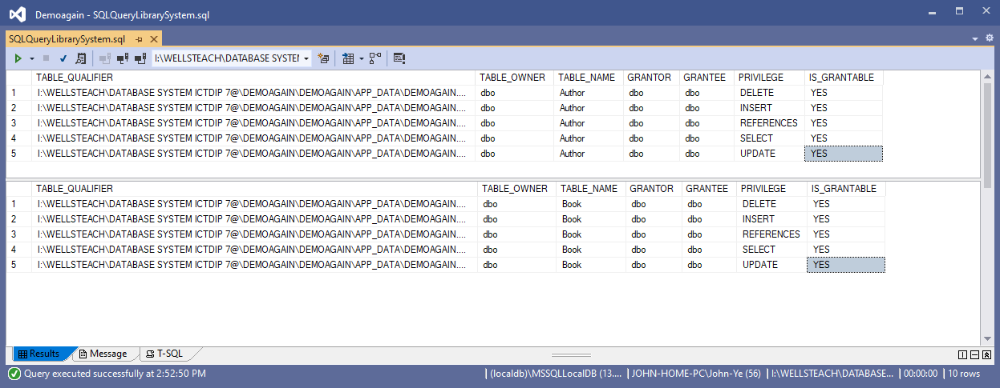 Demoagain - SQLQueryLibrarySystem.sql
SQLQueryLibrarySystem.sql
I:\WELLSTEACH\DATABASE SYSTEM
TABLE_QUALIFIER TABLE_OWNER TABLE_NAME GRANTOR GRANTEE PRIVILEGE IS_GRANTABLE
1 I:\WELLSTEACH\DATABASE SYSTEM ICTDIP 7@\DEMOAGAIN\DEMOAGAIN\APP_DATA\DEMOAGAIN.... dbo Author dbo dbo DELETE YES
2 I:\WELLSTEACH\DATABASE SYSTEM ICTDIP 7@\DEMOAGAIN\DEMOAGAIN\APP_DATA\DEMOAGAIN.... dbo Author dbo dbo INSERT YES
3 I:\WELLSTEACH\DATABASE SYSTEM ICTDIP 7@\DEMOAGAIN\DEMOAGAIN\APP_DATA\DEMOAGAIN.... dbo Author dbo dbo REFERENCES YES
4 I:\WELLSTEACH\DATABASE SYSTEM ICTDIP 7@\DEMOAGAIN\DEMOAGAIN\APP_DATA\DEMOAGAIN.... dbo Author dbo dbo SELECT YES
5 I:\WELLSTEACH\DATABASE SYSTEM ICTDIP 7@\DEMOAGAIN\DEMOAGAIN\APP_DATA\DEMOAGAIN.... dbo Author dbo dbo UPDATE YES
TABLE_QUALIFIER TABLE_OWNER TABLE_NAME GRANTOR GRANTEE PRIVILEGE IS_GRANTABLE
1 I:\WELLSTEACH\DATABASE SYSTEM ICTDIP 7@\DEMOAGAIN\DEMOAGAIN\APP_DATA\DEMOAGAIN.... dbo Book dbo dbo DELETE YES
2 I:\WELLSTEACH\DATABASE SYSTEM ICTDIP 7@\DEMOAGAIN\DEMOAGAIN\APP_DATA\DEMOAGAIN.... dbo Book dbo dbo INSERT YES
3 I:\WELLSTEACH\DATABASE SYSTEM ICTDIP 7@\DEMOAGAIN\DEMOAGAIN\APP_DATA\DEMOAGAIN.... dbo Book dbo dbo REFERENCES YES
4 I:\WELLSTEACH\DATABASE SYSTEM ICTDIP 7@\DEMOAGAIN\DEMOAGAIN\APP_DATA\DEMOAGAIN.... dbo Book dbo dbo SELECT YES
5 I:\WELLSTEACH\DATABASE SYSTEM ICTDIP 7@\DEMOAGAIN\DEMOAGAIN\APP_DATA\DEMOAGAIN.... dbo Book dbo dbo UPDATE YES
Results Message T-SQL
Query executed successfully at 2:52:50 PM (localdb)\MSSQLLocalDB (13.... JOHN-HOME-PC\John-Ye (56) I:\WELLSTEACH\DATABASE... 00:00:00 10 rows